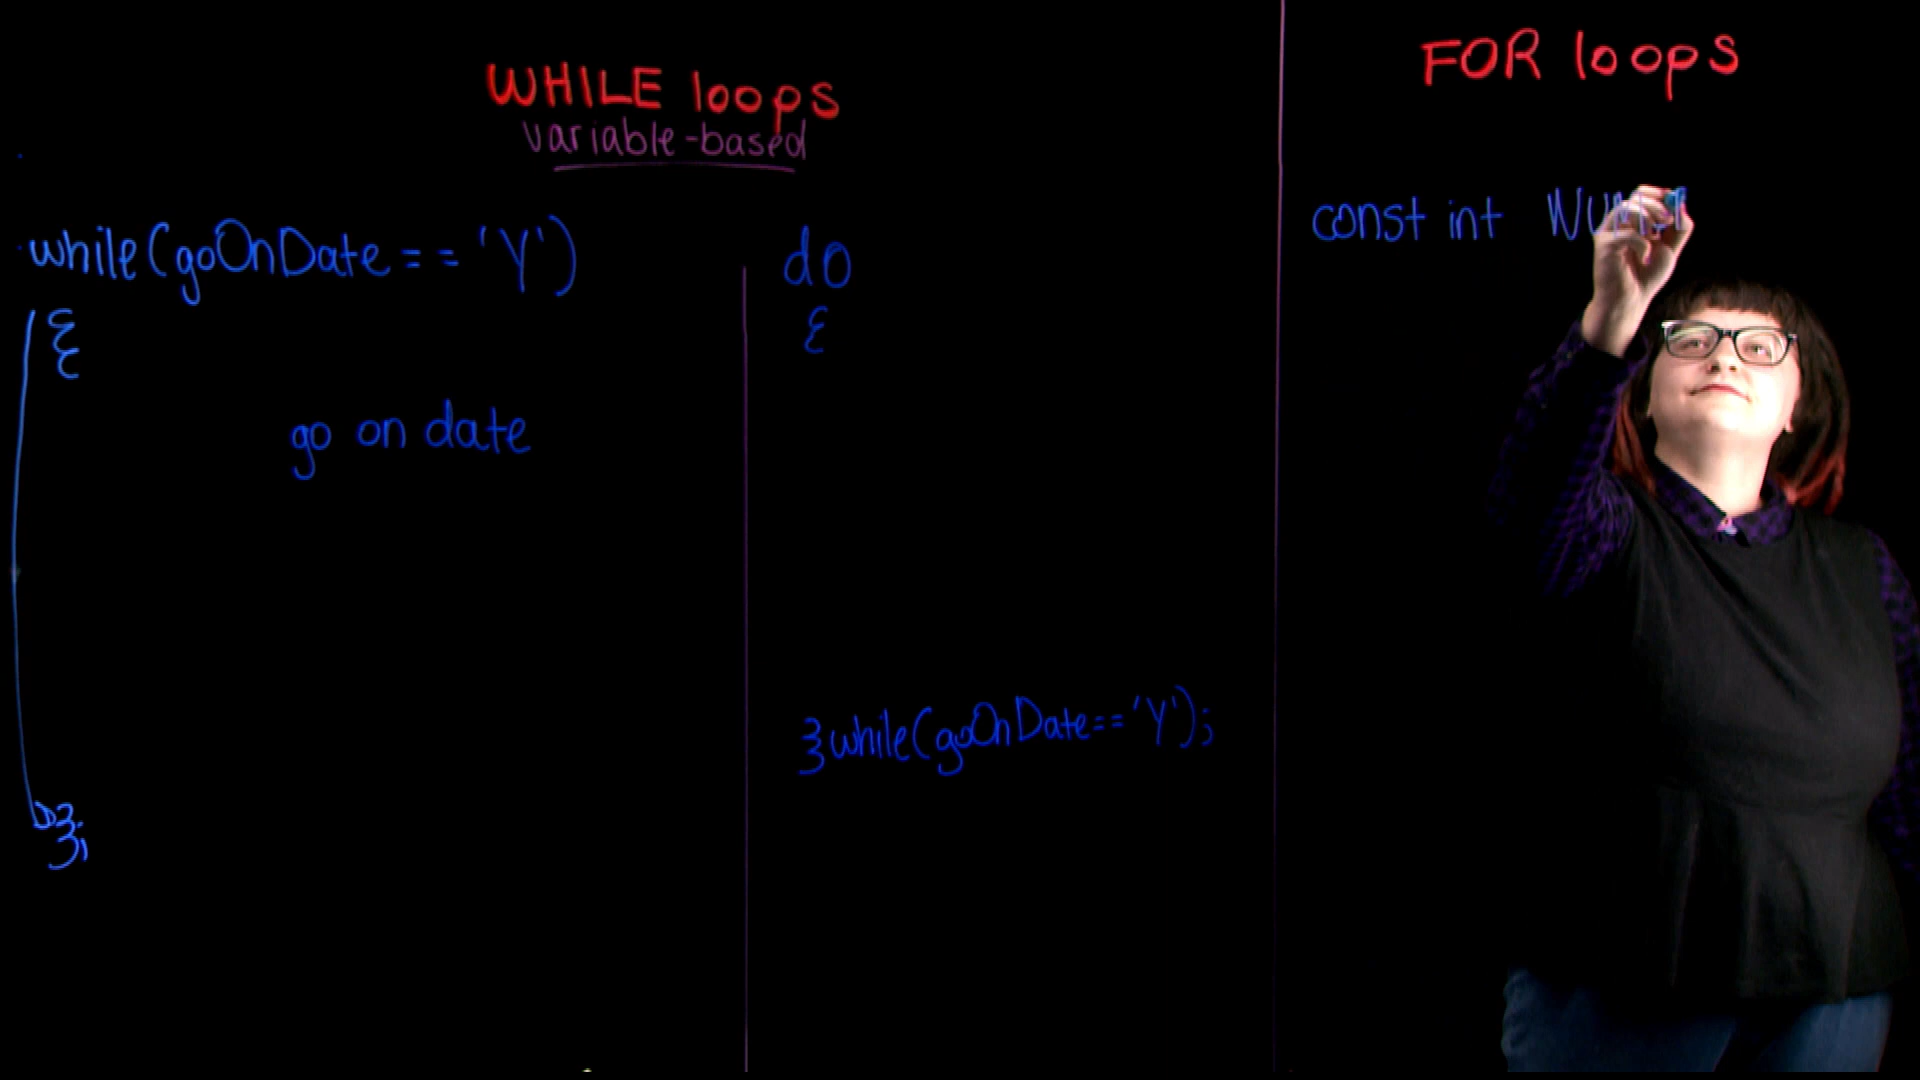 WHILE loops
variable-based
while(goOnDate == 'Y')
{
go on date
};
do
{
}while(goOnDate=='Y');
FOR loops
const int